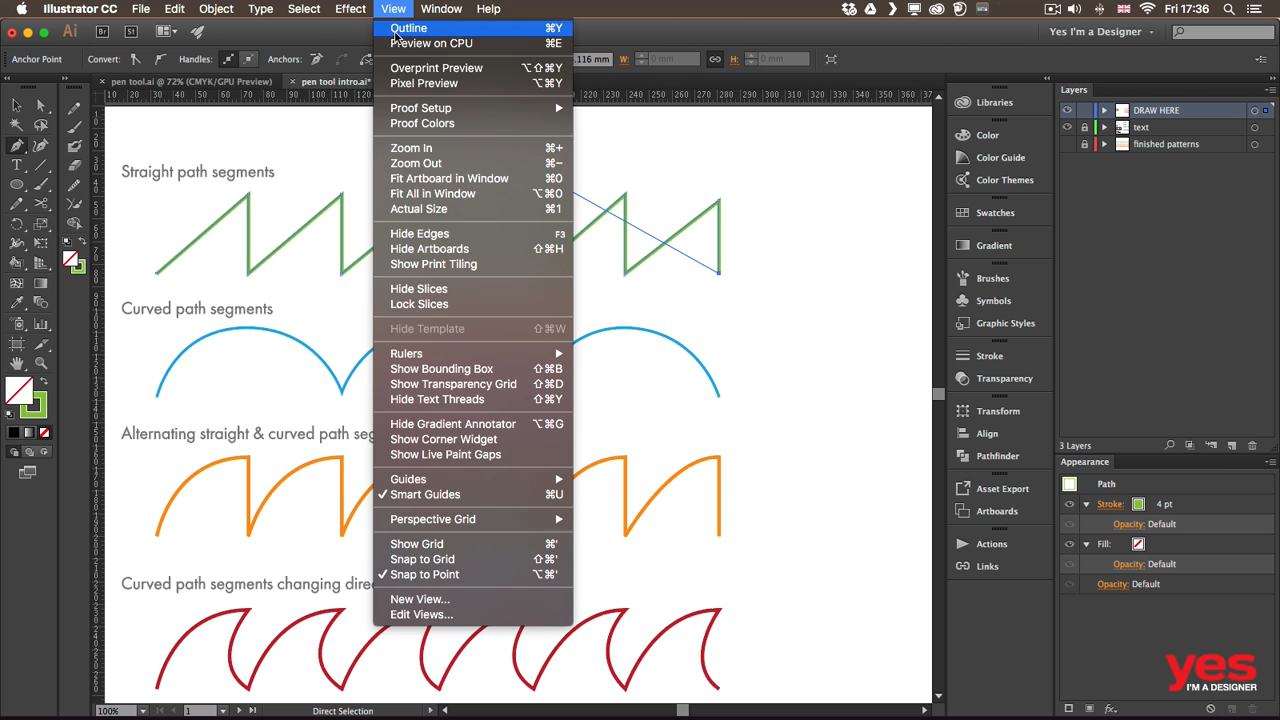 Illustrator CC File Edit Object Type Select Effect View Window Help Fri 17:36
Br St Yes I'm a Designer
Anchor Point Convert: Handles: .116 mm W: 0 mm H: 0 mm
pen tool.ai @ 72% (CMYK/GPU Preview) pen tool intro.ai*
Outline ⌘Y
Preview on CPU ⌘E
Overprint Preview ⌥⇧⌘Y
Pixel Preview ⌥⌘Y
Proof Setup
Proof Colors
Zoom In ⌘+
Zoom Out ⌘−
Fit Artboard in Window ⌘0
Fit All in Window ⌥⌘0
Actual Size ⌘1
Hide Edges F3
Hide Artboards ⇧⌘H
Show Print Tiling
Hide Slices
Lock Slices
Hide Template ⇧⌘W
Rulers
Show Bounding Box ⇧⌘B
Show Transparency Grid ⇧⌘D
Hide Text Threads ⇧⌘Y
Hide Gradient Annotator ⌥⌘G
Show Corner Widget
Show Live Paint Gaps
Guides
✓ Smart Guides ⌘U
Perspective Grid
Show Grid ⌘'
Snap to Grid ⇧⌘'
✓ Snap to Point ⌥⌘'
New View...
Edit Views...
Straight path segments
Curved path segments
Alternating straight & curved path seg
Curved path segments changing dire
Libraries
Color
Color Guide
Color Themes
Swatches
Gradient
Brushes
Symbols
Graphic Styles
Stroke
Transparency
Transform
Align
Pathfinder
Asset Export
Artboards
Actions
Links
Layers
DRAW HERE
text
finished patterns
3 Layers
Appearance
Path
Stroke: 4 pt
Opacity: Default
Fill:
Opacity: Default
Opacity: Default
yes
I'M A DESIGNER
100% 1 Direct Selection